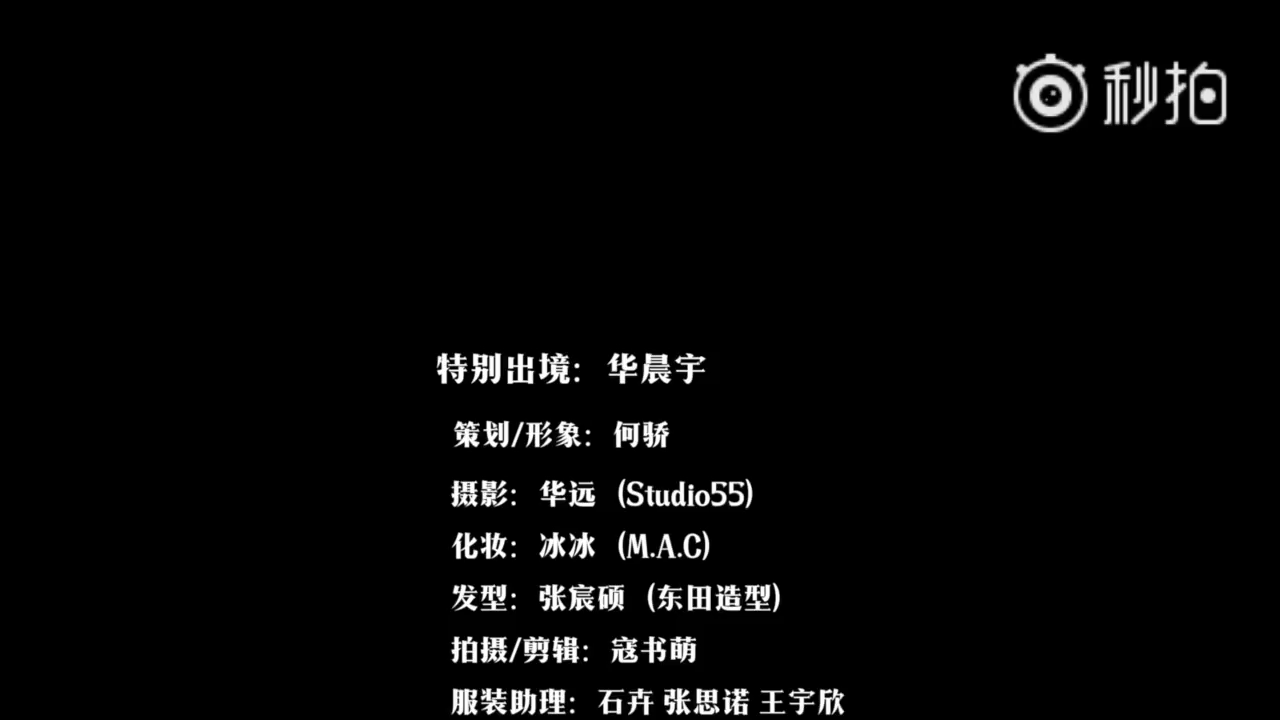 秒拍
特别出境：华晨宇
策划/形象：何骄
摄影：华远（Studio55）
化妆：冰冰（M.A.C）
发型：张宸硕（东田造型）
拍摄/剪辑：寇书萌
服装助理：石卉 张思诺 王宇欣